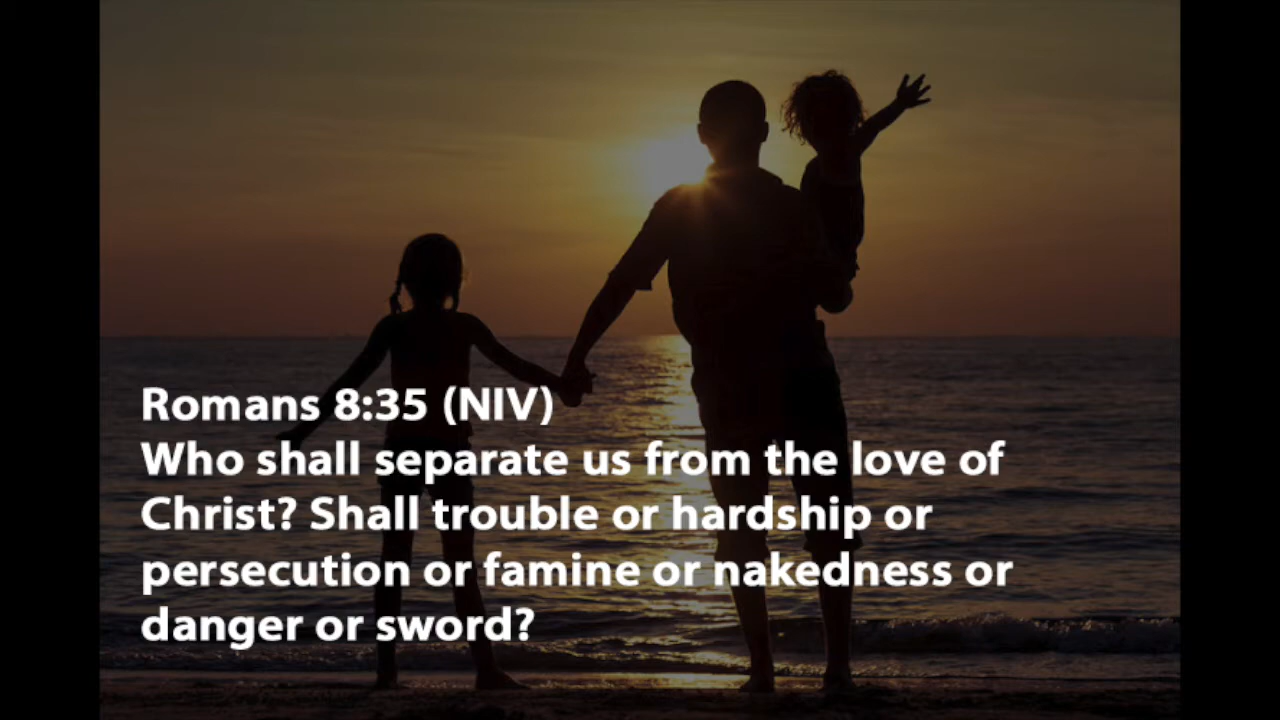 Romans 8:35 (NIV)
Who shall separate us from the love of
Christ? Shall trouble or hardship or
persecution or famine or nakedness or
danger or sword?